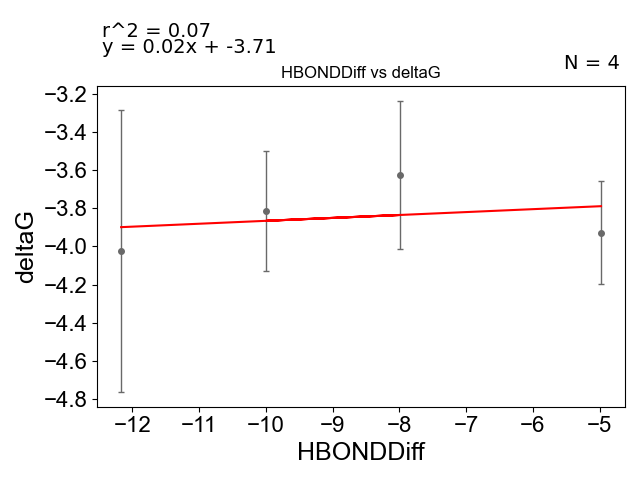 r^2 = 0.07
y = 0.02x + -3.71
N = 4
HBONDDiff vs deltaG
−3.2
−3.4
−3.6
−3.8
−4.0
−4.2
−4.4
−4.6
−4.8
deltaG
−12 −11 −10 −9 −8 −7 −6 −5
HBONDDiff